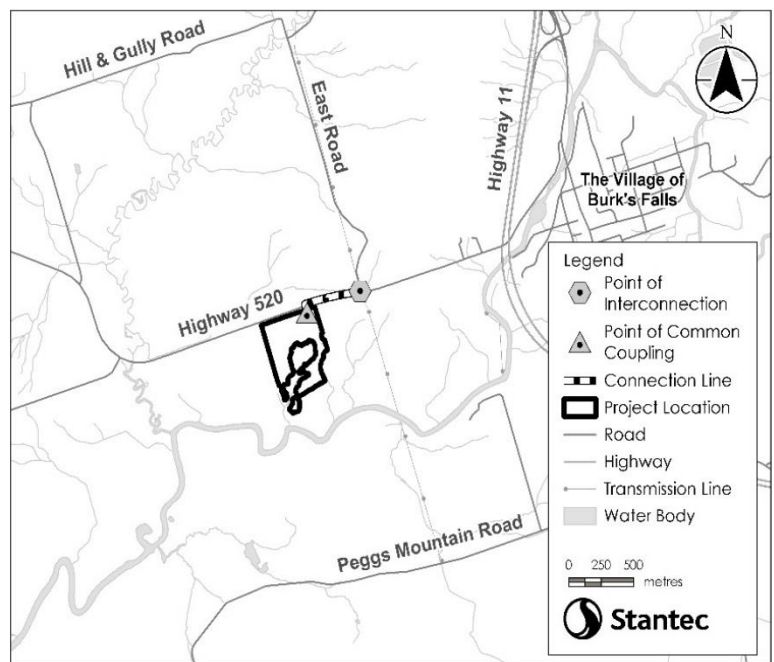 Hill & Gully Road
East Road
Highway 11
N
The Village of
Burk's Falls
Highway 520
Peggs Mountain Road
Legend
Point of
Interconnection
Point of Common
Coupling
Connection Line
Project Location
Road
Highway
Transmission Line
Water Body
0 250 500
metres
Stantec